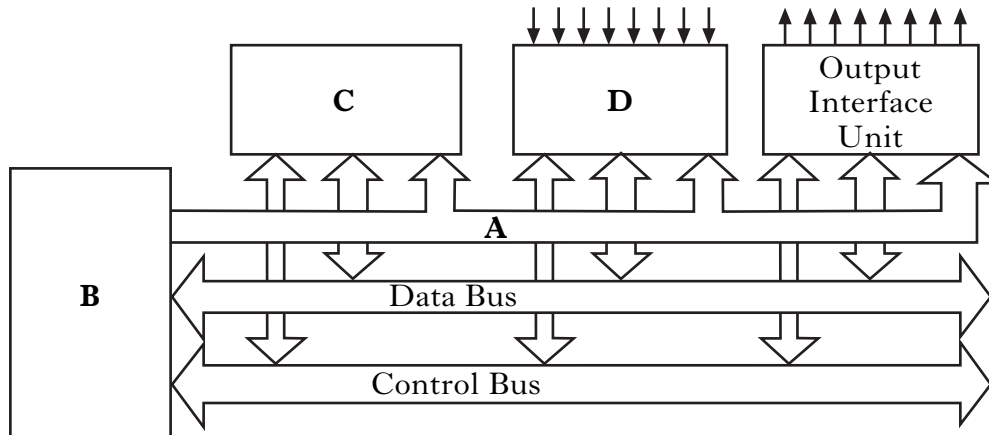 C
D
Output
Interface
Unit
A
B
Data Bus
Control Bus